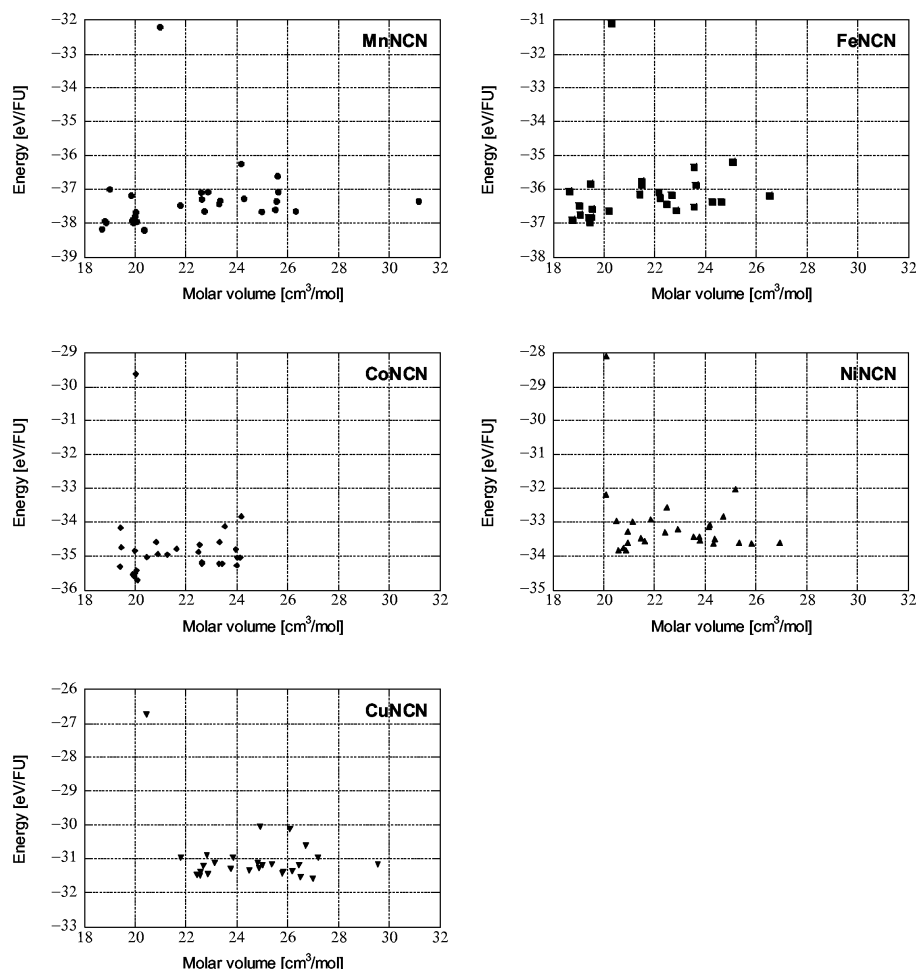 −32
−33
−34
−35
−36
−37
−38
−39
Energy [eV/FU]
MnNCN
18 20 22 24 26 28 30 32
Molar volume [cm³/mol]
−31
−32
−33
−34
−35
−36
−37
−38
Energy [eV/FU]
FeNCN
18 20 22 24 26 28 30 32
Molar volume [cm³/mol]
−29
−30
−31
−32
−33
−34
−35
−36
Energy [eV/FU]
CoNCN
18 20 22 24 26 28 30 32
Molar volume [cm³/mol]
−28
−29
−30
−31
−32
−33
−34
−35
Energy [eV/FU]
NiNCN
18 20 22 24 26 28 30 32
Molar volume [cm³/mol]
−26
−27
−28
−29
−30
−31
−32
−33
Energy [eV/FU]
CuNCN
18 20 22 24 26 28 30 32
Molar volume [cm³/mol]